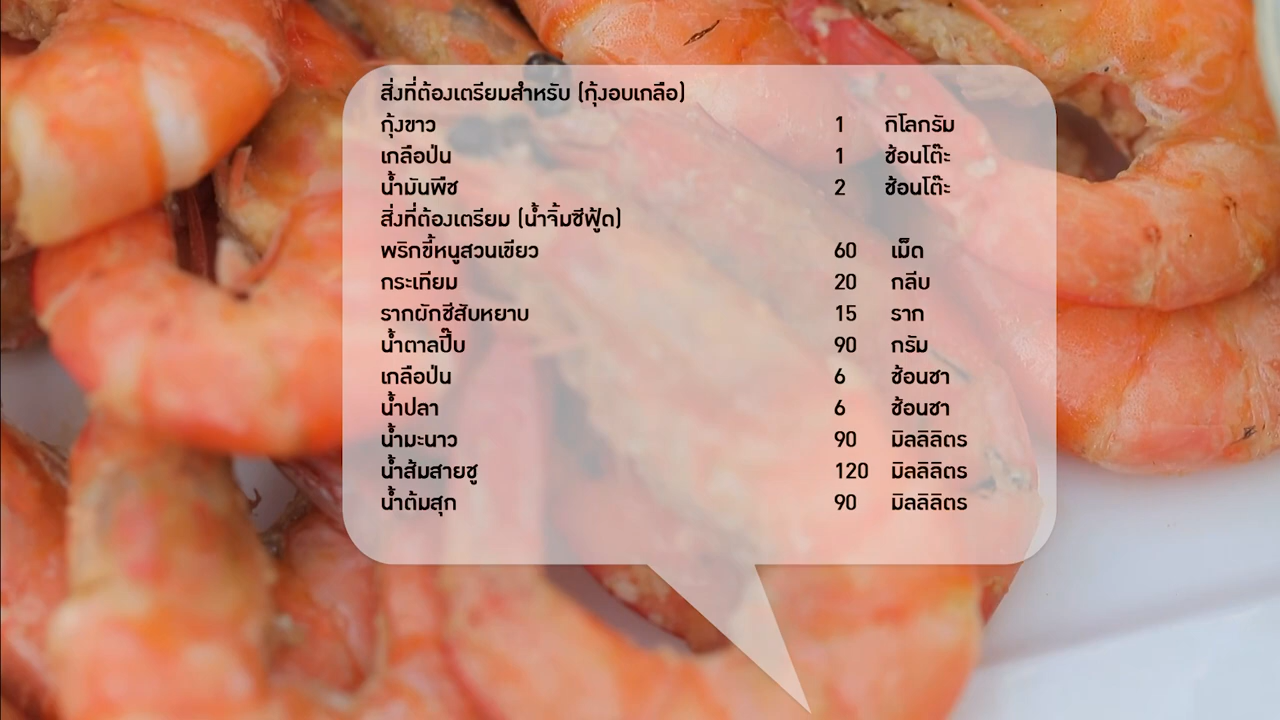 สิ่งที่ต้องเตรียมสำหรับ (กุ้งอบเกลือ)
กุ้งขาว 1 กิโลกรัม
เกลือป่น 1 ช้อนโต๊ะ
น้ำมันพืช 2 ช้อนโต๊ะ
สิ่งที่ต้องเตรียม (น้ำจิ้มซีฟู้ด)
พริกขี้หนูสวนเขียว 60 เม็ด
กระเทียม 20 กลีบ
รากผักชีสับหยาบ 15 ราก
น้ำตาลปี๊บ 90 กรัม
เกลือป่น 6 ช้อนชา
น้ำปลา 6 ช้อนชา
น้ำมะนาว 90 มิลลิลิตร
น้ำส้มสายชู 120 มิลลิลิตร
น้ำต้มสุก 90 มิลลิลิตร